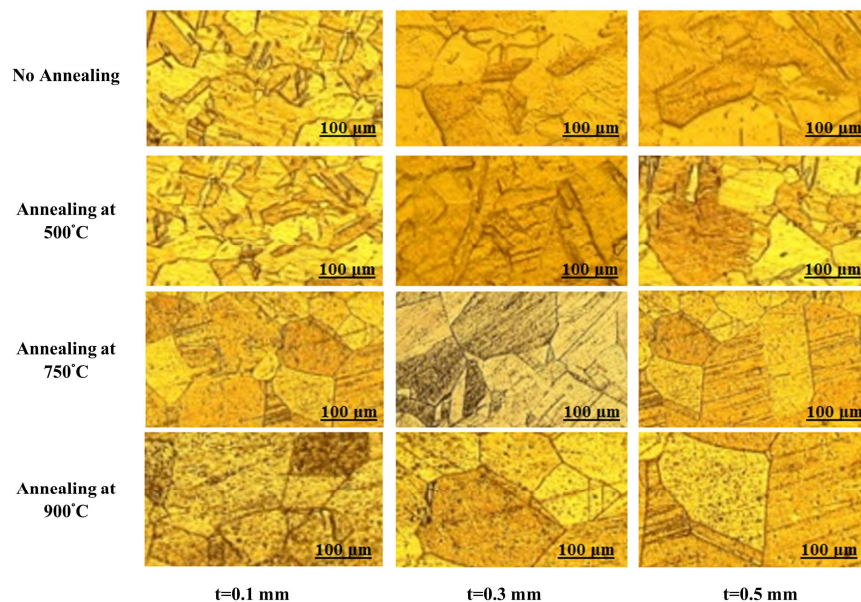 No Annealing
100 µm
100 µm
100 µm
Annealing at
500°C
100 µm
100 µm
100 µm
Annealing at
750°C
100 µm
100 µm
100 µm
Annealing at
900°C
100 µm
100 µm
100 µm
t=0.1 mm
t=0.3 mm
t=0.5 mm